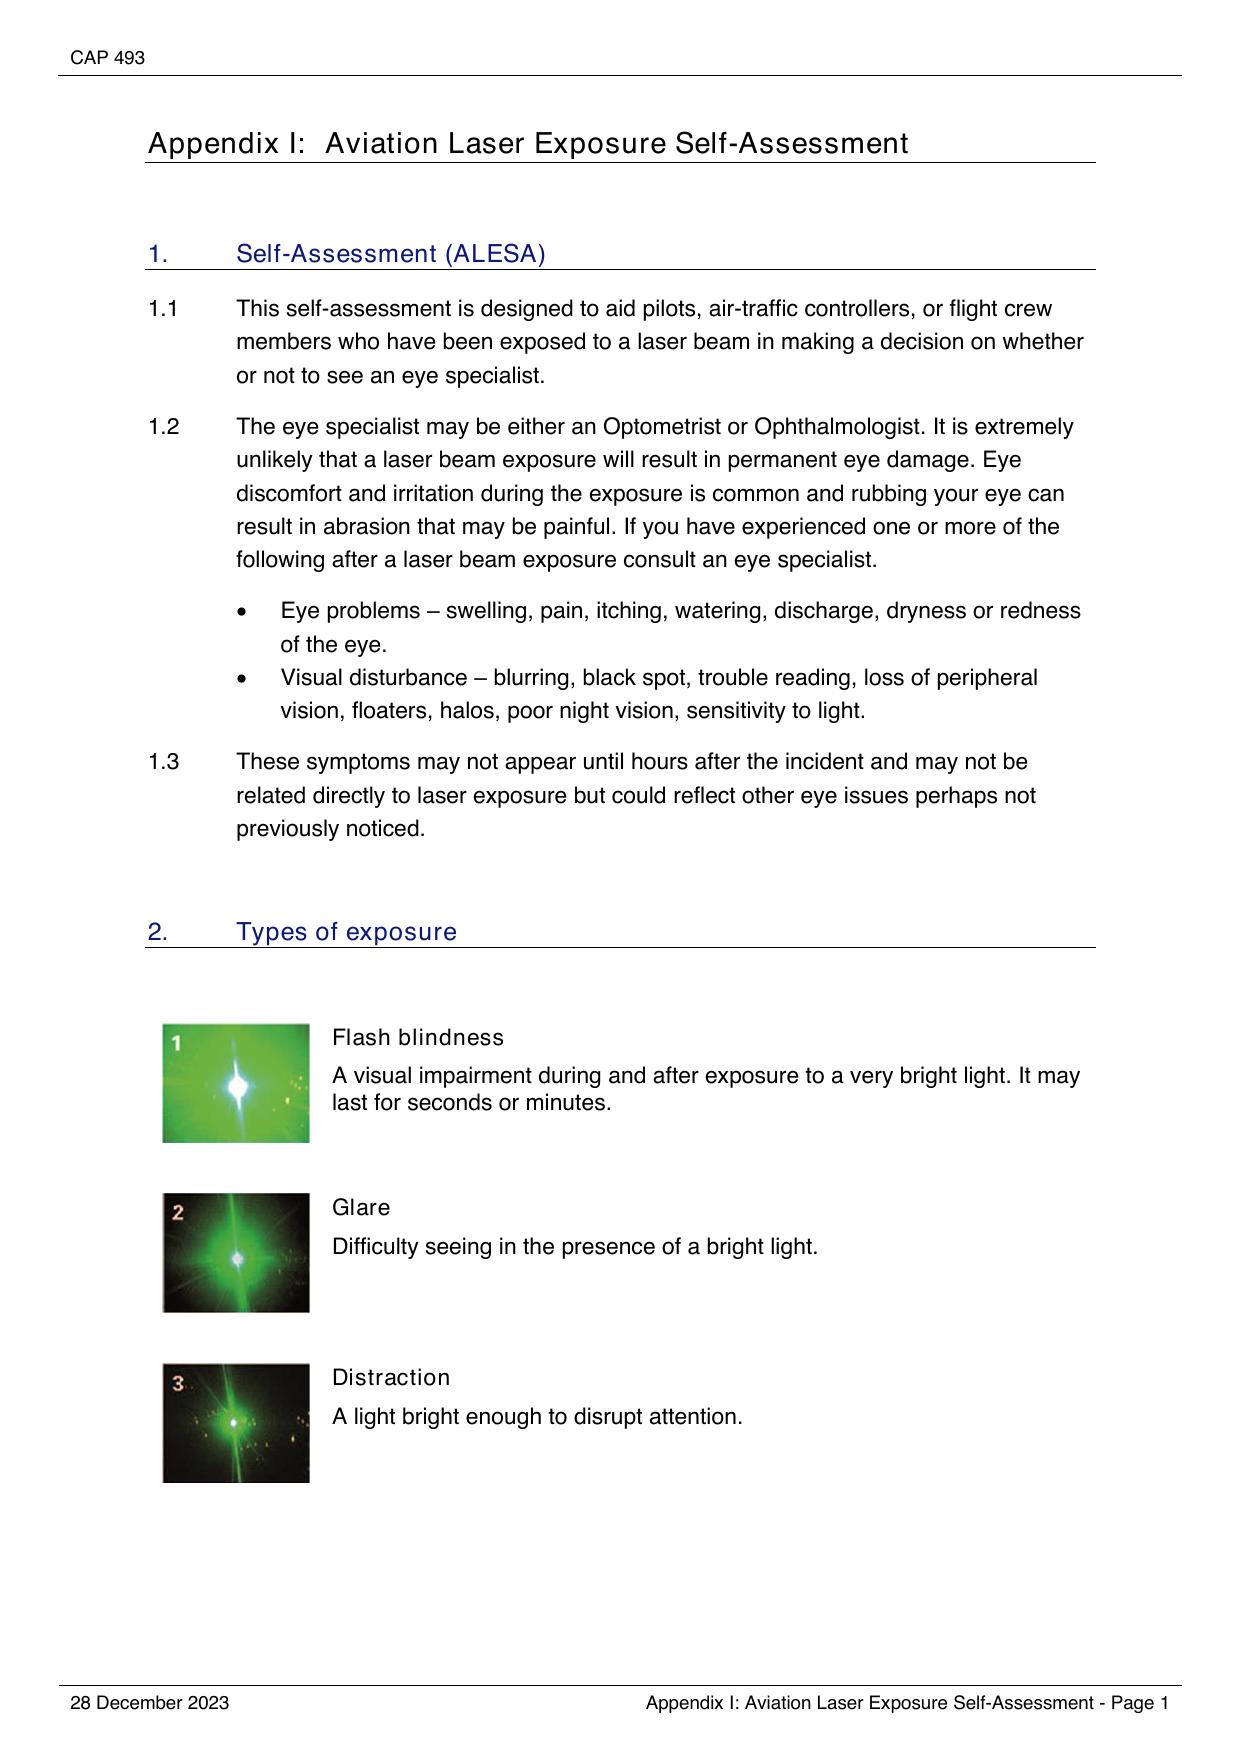 CAP 493
Appendix I: Aviation Laser Exposure Self-Assessment
1. Self-Assessment (ALESA)
1.1 This self-assessment is designed to aid pilots, air-traffic controllers, or flight crew
members who have been exposed to a laser beam in making a decision on whether
or not to see an eye specialist.
1.2 The eye specialist may be either an Optometrist or Ophthalmologist. It is extremely
unlikely that a laser beam exposure will result in permanent eye damage. Eye
discomfort and irritation during the exposure is common and rubbing your eye can
result in abrasion that may be painful. If you have experienced one or more of the
following after a laser beam exposure consult an eye specialist.
• Eye problems – swelling, pain, itching, watering, discharge, dryness or redness
of the eye.
• Visual disturbance – blurring, black spot, trouble reading, loss of peripheral
vision, floaters, halos, poor night vision, sensitivity to light.
1.3 These symptoms may not appear until hours after the incident and may not be
related directly to laser exposure but could reflect other eye issues perhaps not
previously noticed.
2. Types of exposure
1
Flash blindness
A visual impairment during and after exposure to a very bright light. It may
last for seconds or minutes.
2
Glare
Difficulty seeing in the presence of a bright light.
3
Distraction
A light bright enough to disrupt attention.
28 December 2023
Appendix I: Aviation Laser Exposure Self-Assessment - Page 1